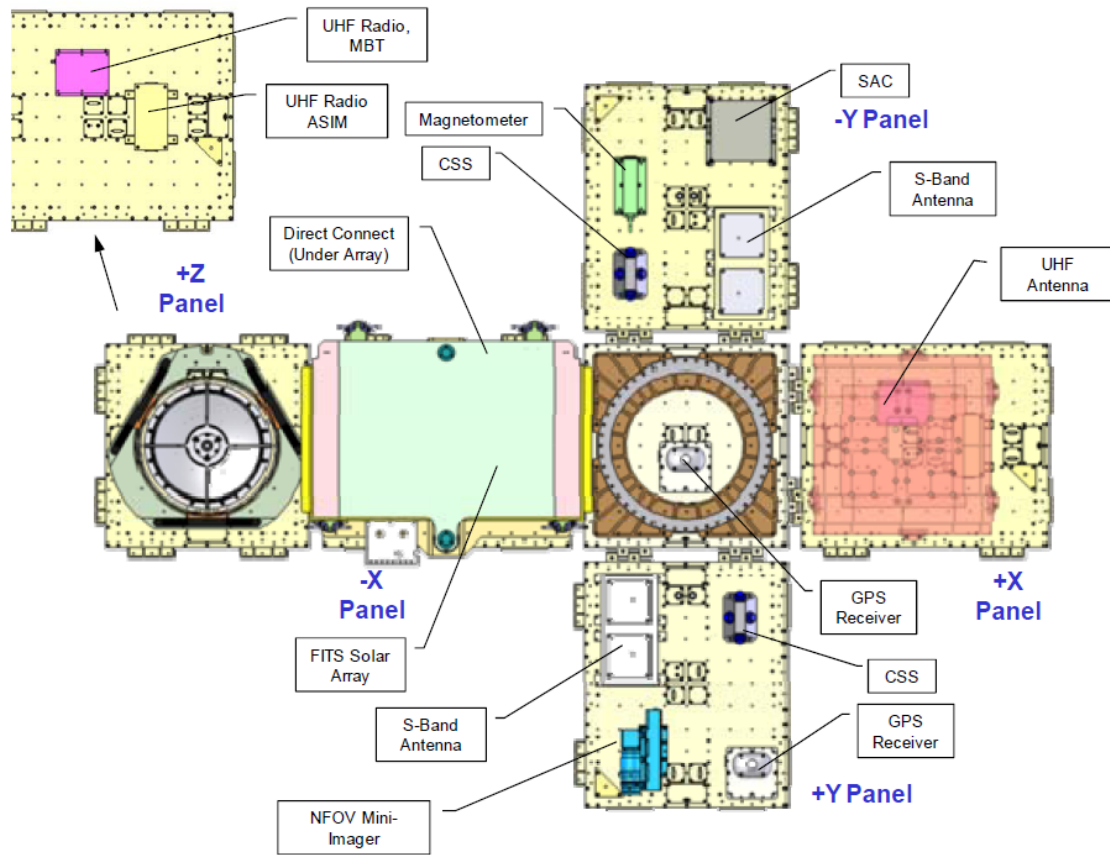 UHF Radio,
MBT
UHF Radio
ASIM
Magnetometer
CSS
SAC
-Y Panel
S-Band
Antenna
Direct Connect
(Under Array)
+Z
Panel
UHF
Antenna
-X
Panel
FITS Solar
Array
S-Band
Antenna
NFOV Mini-
Imager
GPS
Receiver
+X
Panel
CSS
GPS
Receiver
+Y Panel